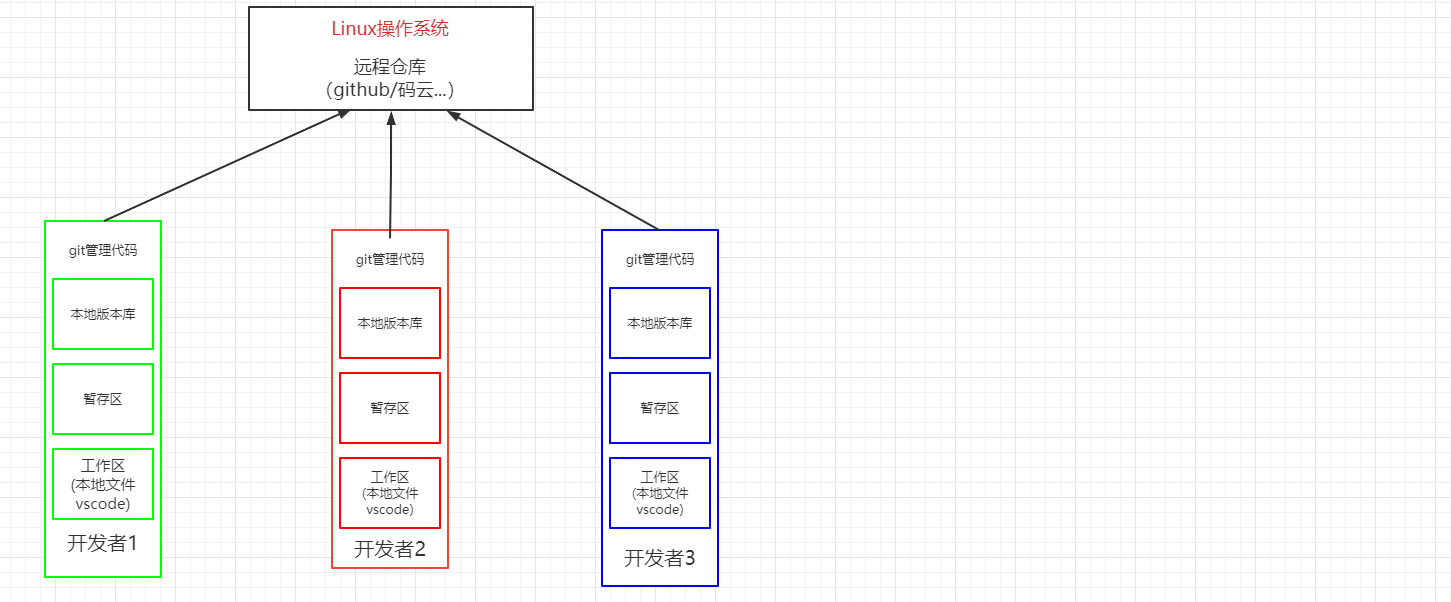 Linux操作系统
远程仓库
（github/码云...）
git管理代码
本地版本库
暂存区
工作区
(本地文件
vscode)
开发者1
git管理代码
本地版本库
暂存区
工作区
(本地文件
vscode)
开发者2
git管理代码
本地版本库
暂存区
工作区
(本地文件
vscode)
开发者3